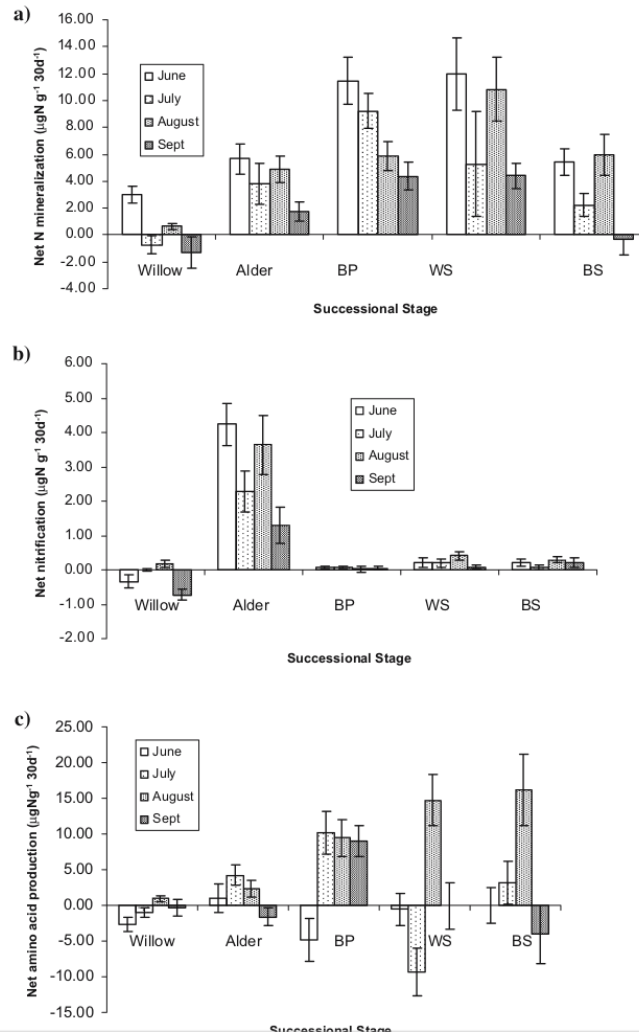 a)
16.00
14.00
12.00
10.00
8.00
6.00
4.00
2.00
0.00
-2.00
-4.00
Net N mineralization (μgN g⁻¹ 30d⁻¹)
June
July
August
Sept
Willow Alder BP WS BS
Successional Stage
b)
6.00
5.00
4.00
3.00
2.00
1.00
0.00
-1.00
-2.00
Net nitrification (μgN g⁻¹ 30d⁻¹)
June
July
August
Sept
Willow Alder BP WS BS
Successional Stage
c)
25.00
20.00
15.00
10.00
5.00
0.00
-5.00
-10.00
-15.00
Net amino acid production (μgNg⁻¹ 30d⁻¹)
June
July
August
Sept
Willow Alder BP WS BS
Successional Stage